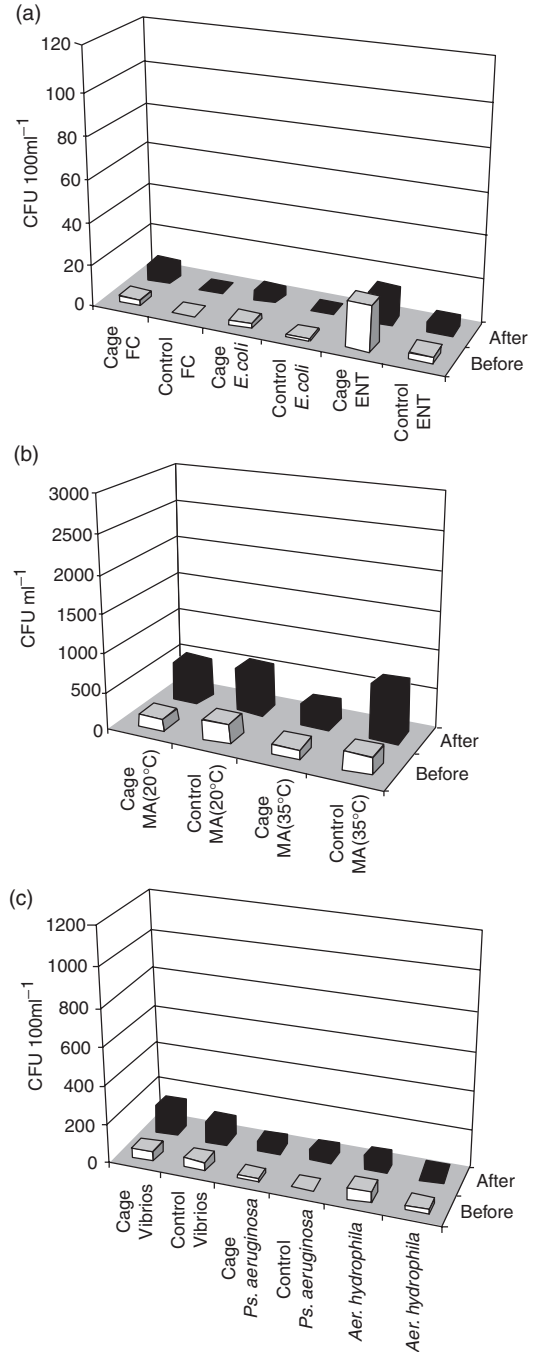 (a)
120
100
80
60
40
20
0
CFU 100ml⁻¹
Cage
FC
Control
FC
Cage
E.coli
Control
E.coli
Cage
ENT
Control
ENT
After
Before
(b)
3000
2500
2000
1500
1000
500
0
CFU ml⁻¹
Cage
MA(20°C)
Control
MA(20°C)
Cage
MA(35°C)
Control
MA(35°C)
After
Before
(c)
1200
1000
800
600
400
200
0
CFU 100ml⁻¹
Cage
Vibrios
Control
Vibrios
Cage
Ps. aeruginosa
Control
Ps. aeruginosa
Aer. hydrophila
Aer. hydrophila
After
Before